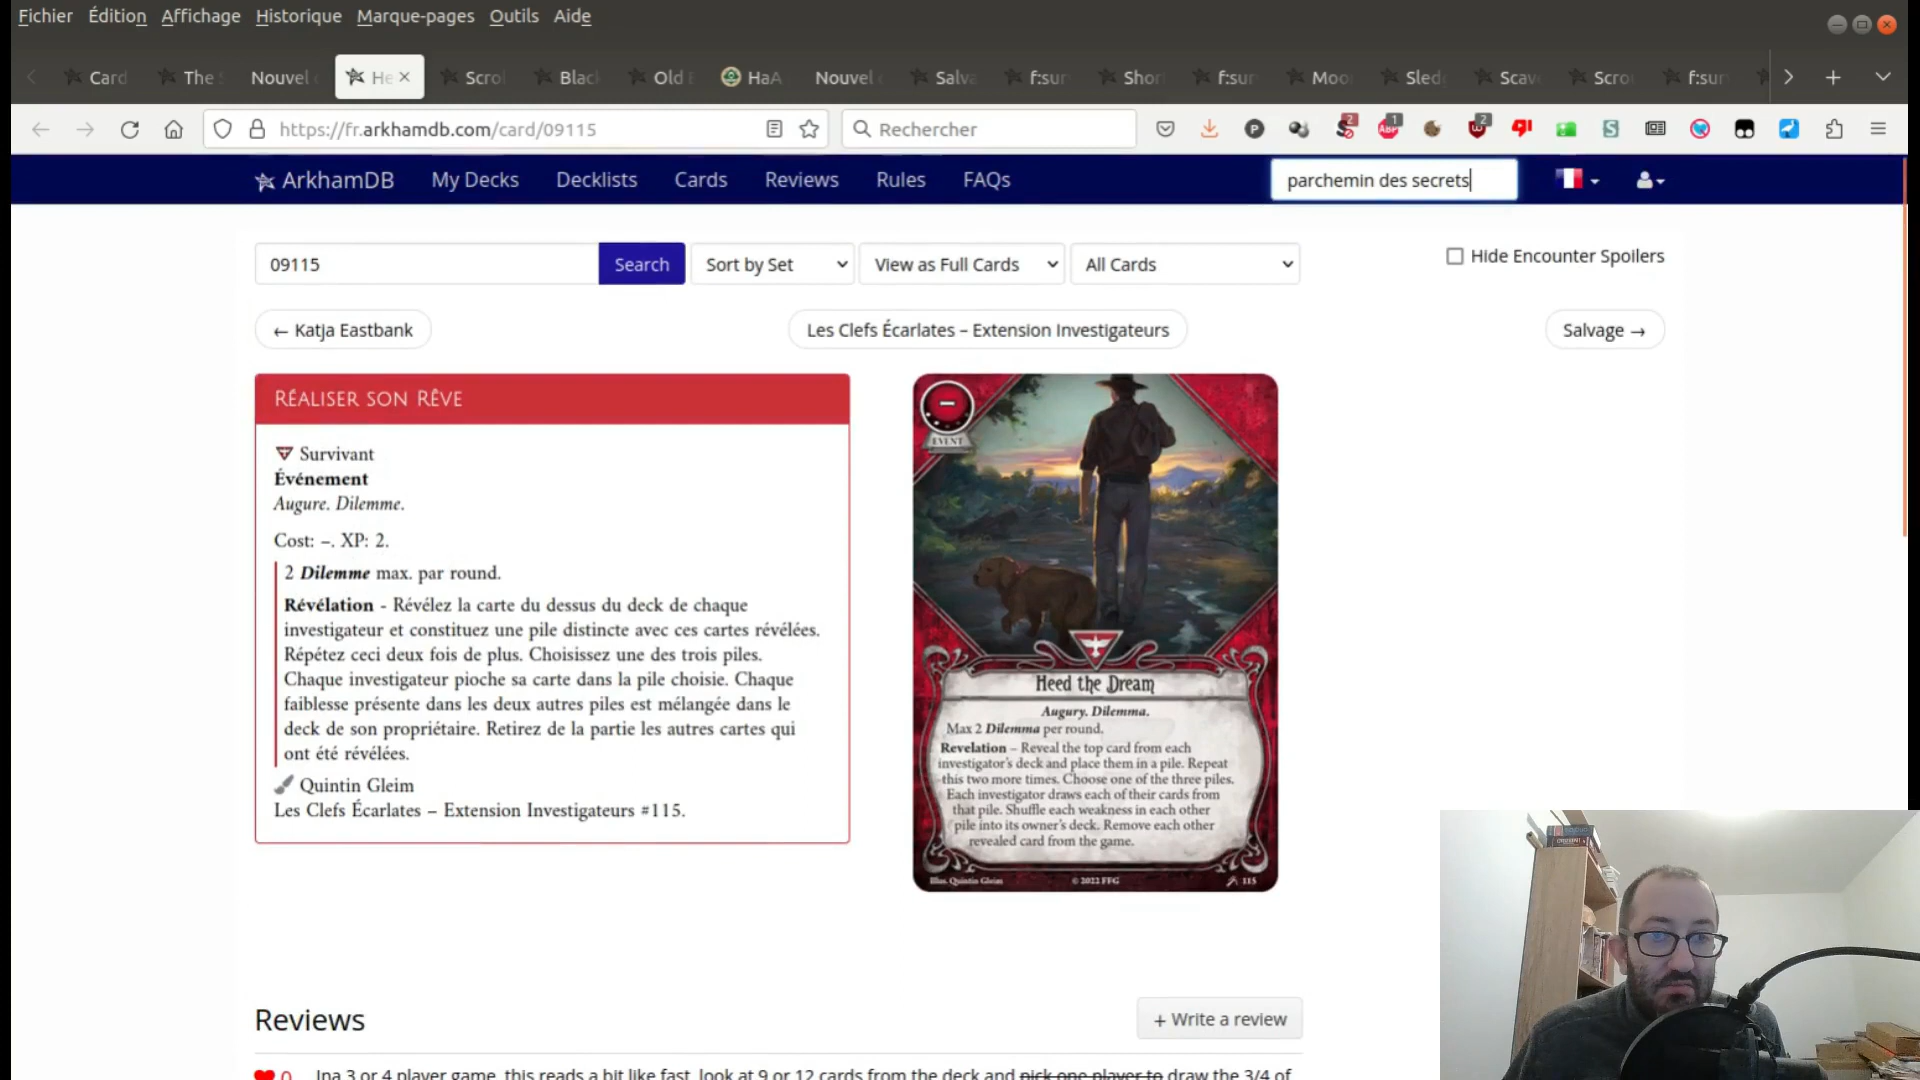 Fichier Édition Affichage Historique Marque-pages Outils Aide
Card The Nouvel He Scrol Blac Old HaA Nouvel Salva f:sur Shor f:sur Moo Sled Scav Scro f:sur
https://fr.arkhamdb.com/card/09115 Rechercher
ArkhamDB My Decks Decklists Cards Reviews Rules FAQs parchemin des secrets
09115 Search Sort by Set View as Full Cards All Cards Hide Encounter Spoilers
← Katja Eastbank Les Clefs Écarlates – Extension Investigateurs Salvage →
Réaliser son Rêve
Survivant
Événement
Augure. Dilemme.
Cost: –. XP: 2.
2 Dilemme max. par round.
Révélation - Révélez la carte du dessus du deck de chaque
investigateur et constituez une pile distincte avec ces cartes révélées.
Répétez ceci deux fois de plus. Choisissez une des trois piles.
Chaque investigateur pioche sa carte dans la pile choisie. Chaque
faiblesse présente dans les deux autres piles est mélangée dans le
deck de son propriétaire. Retirez de la partie les autres cartes qui
ont été révélées.
Quintin Gleim
Les Clefs Écarlates – Extension Investigateurs #115.
EVENT
Heed the Dream
Augury. Dilemma.
Max 2 Dilemma per round.
Revelation – Reveal the top card from each
investigator's deck and place them in a pile. Repeat
this two more times. Choose one of the three piles.
Each investigator draws each of their cards from
that pile. Shuffle each weakness in each other
pile into its owner's deck. Remove each other
revealed card from the game.
Illus. Quintin Gleim © 2022 FFG 115
Reviews + Write a review
0 Ina 3 or 4 player game, this reads a bit like fast, look at 9 or 12 cards from the deck and pick one player to draw the 3/4 of